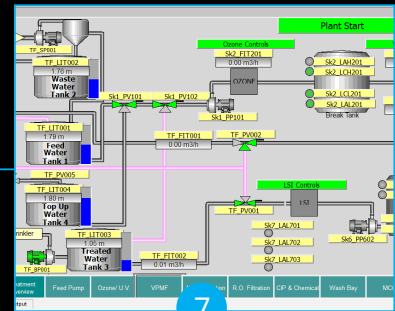 Plant Start
TF_SP001
TF_LIT002
1.76 m
Waste
Water
Tank 2
Ozone Controls
Sk2_FIT201
0.00 m3/h
OZONE
Sk2_LAH201
Sk2_LCH201
Sk2_LCL201
Sk2_LAL201
Break Tank
Sk1_PV101
Sk1_PV102
Sk1_PP101
TF_LIT001
1.79 m
Feed
Water
Tank 1
TF_FIT001
0.00 m3/h
TF_PV002
TF_PV005
TF_LIT004
1.80 m
Top Up
Water
Tank 4
LSI Controls
LSI
TF_PV001
rinkler
TF_LIT003
1.06 m
Treated
Water
Tank 3
TF_BP001
TF_FIT002
0.01 m3/h
Sk7_LAL701
Sk7_LAL702
Sk7_LAL703
Sk6_PP602
eatment
verview
Feed Pump
Ozone/ U.V.
VPMF
R.O. Filtration
CIP & Chemical
Wash Bay
7